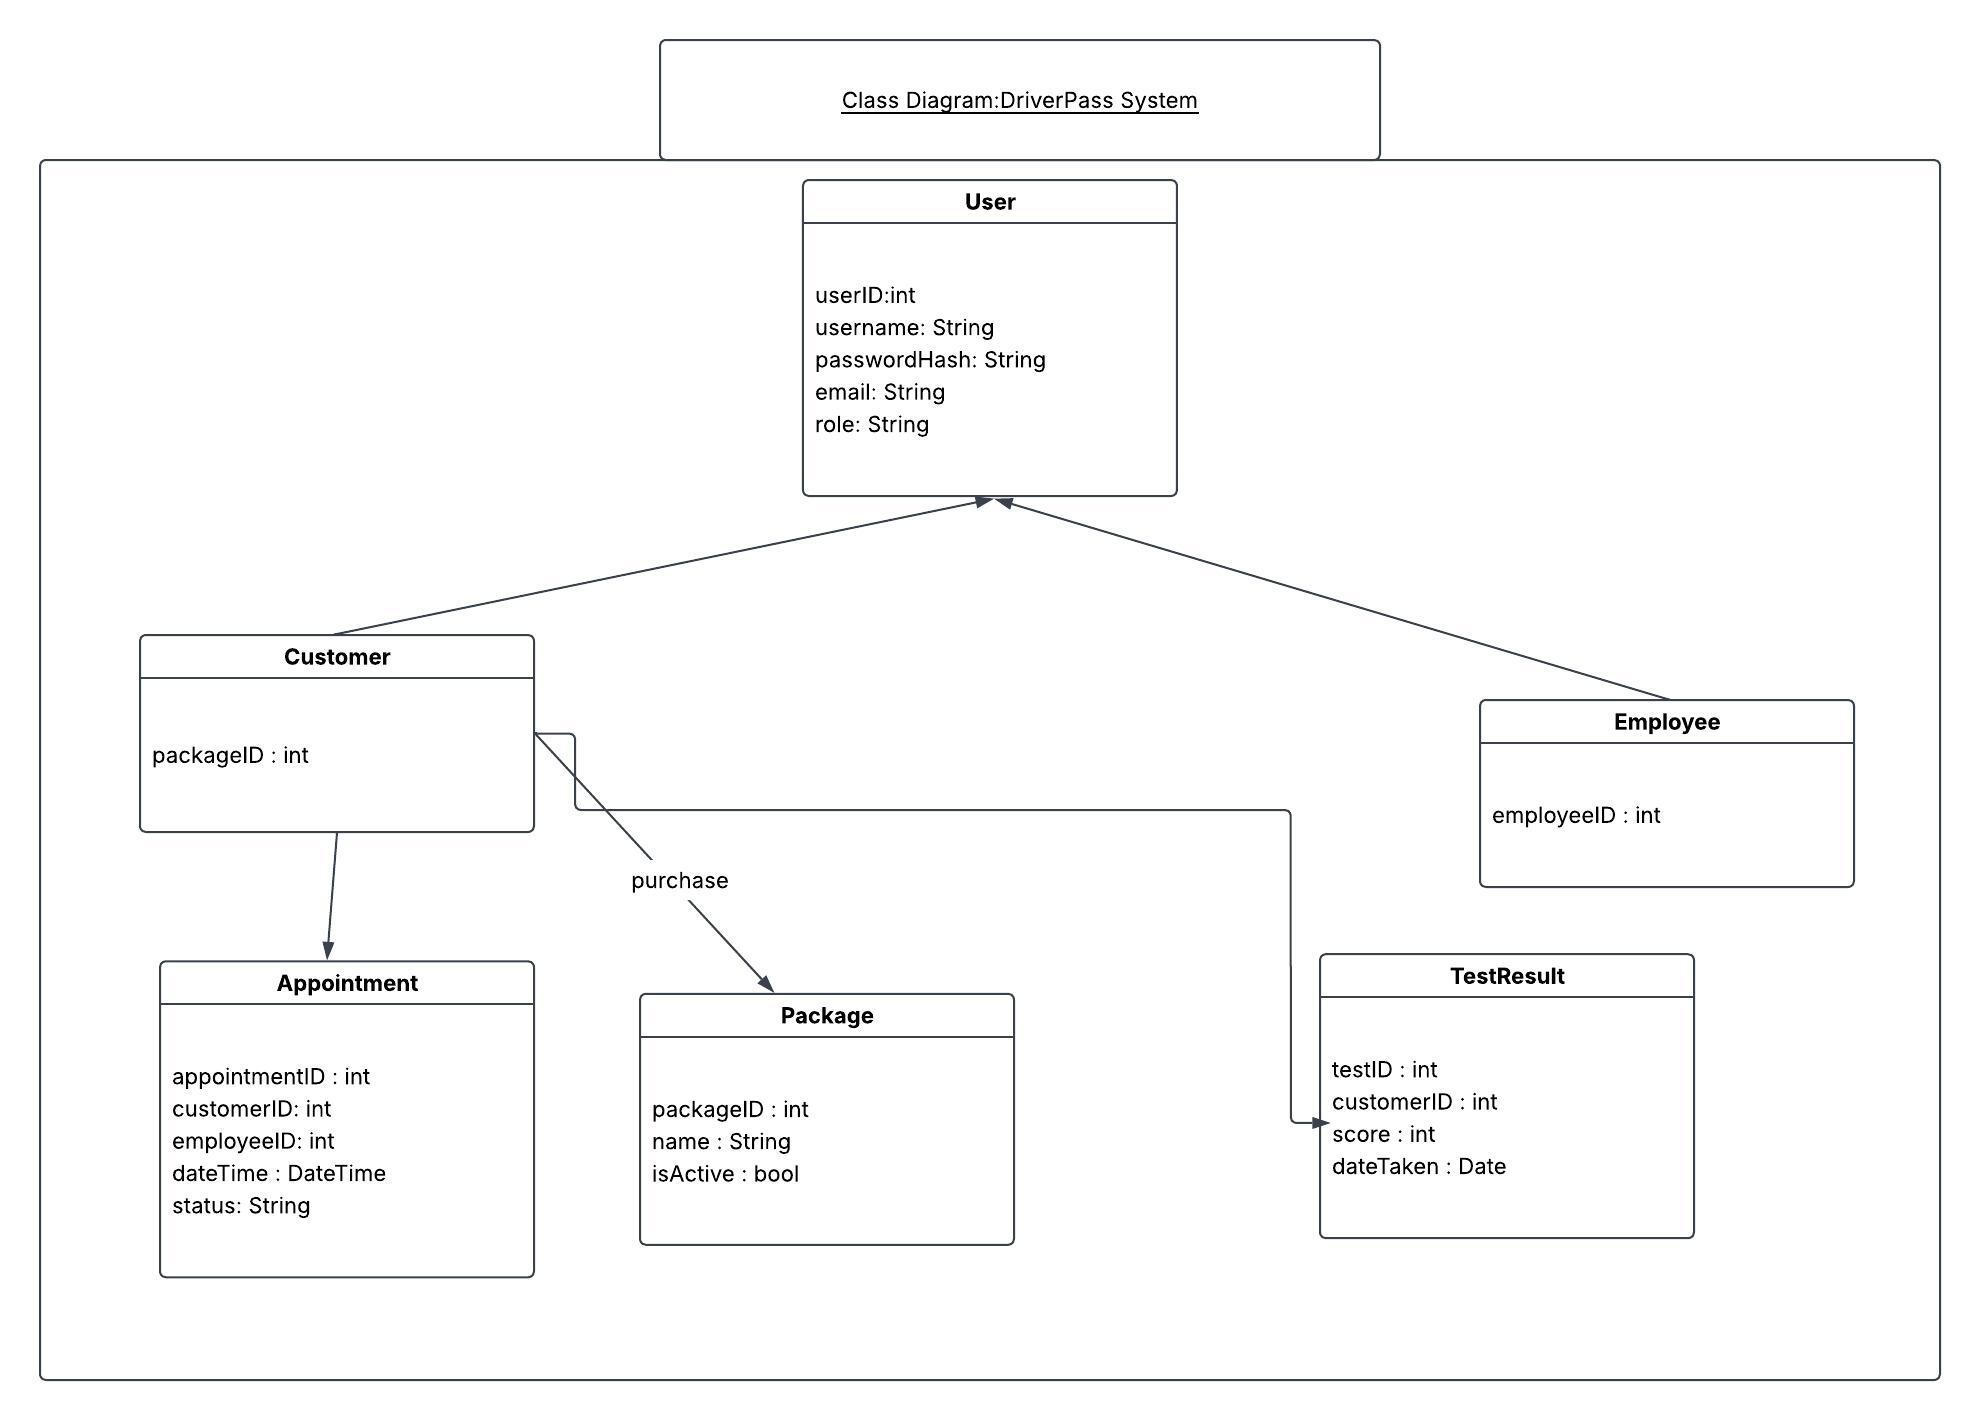 Class Diagram:DriverPass System
User
userID:int
username: String
passwordHash: String
email: String
role: String
Customer
packageID : int
Employee
employeeID : int
purchase
Appointment
appointmentID : int
customerID: int
employeeID: int
dateTime : DateTime
status: String
Package
packageID : int
name : String
isActive : bool
TestResult
testID : int
customerID : int
score : int
dateTaken : Date